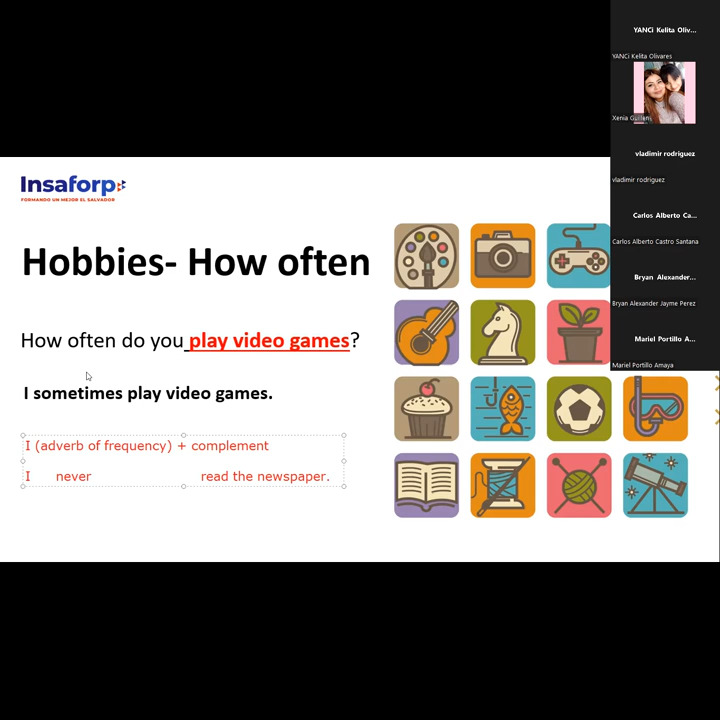 Insaforp
FORMANDO UN MEJOR EL SALVADOR
Hobbies- How often
How often do you play video games?
I sometimes play video games.
I (adverb of frequency) + complement
I never read the newspaper.
YANCi Kelita Oliv...
YANCi Kelita Olivares
Xenia Guillen
vladimir rodriguez
vladimir rodriguez
Carlos Alberto Ca...
Carlos Alberto Castro Santana
Bryan Alexander...
Bryan Alexander Jayme Perez
Mariel Portillo A...
Mariel Portillo Amaya